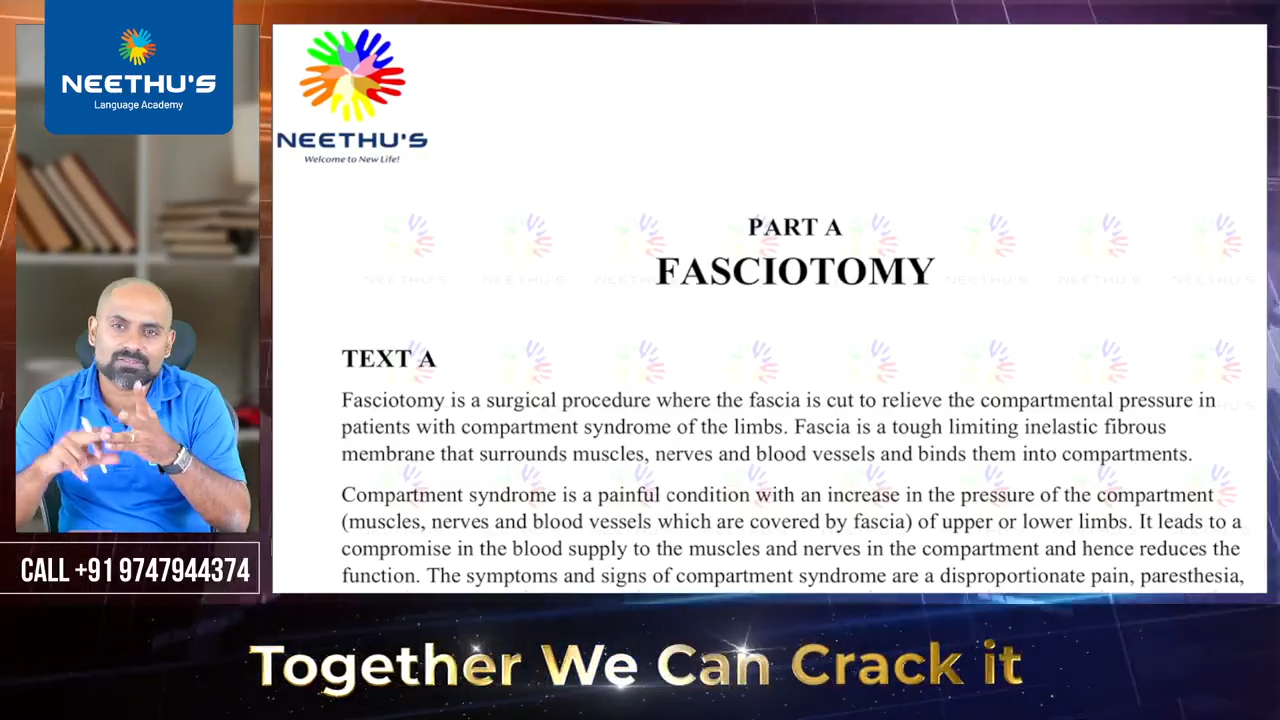 NEETHU'S
Language Academy
NEETHU'S
Welcome to New Life!
PART A
FASCIOTOMY
TEXT A
Fasciotomy is a surgical procedure where the fascia is cut to relieve the compartmental pressure in
patients with compartment syndrome of the limbs. Fascia is a tough limiting inelastic fibrous
membrane that surrounds muscles, nerves and blood vessels and binds them into compartments.
Compartment syndrome is a painful condition with an increase in the pressure of the compartment
(muscles, nerves and blood vessels which are covered by fascia) of upper or lower limbs. It leads to a
compromise in the blood supply to the muscles and nerves in the compartment and hence reduces the
function. The symptoms and signs of compartment syndrome are a disproportionate pain, paresthesia,
CALL +91 9747944374
Together We Can Crack it